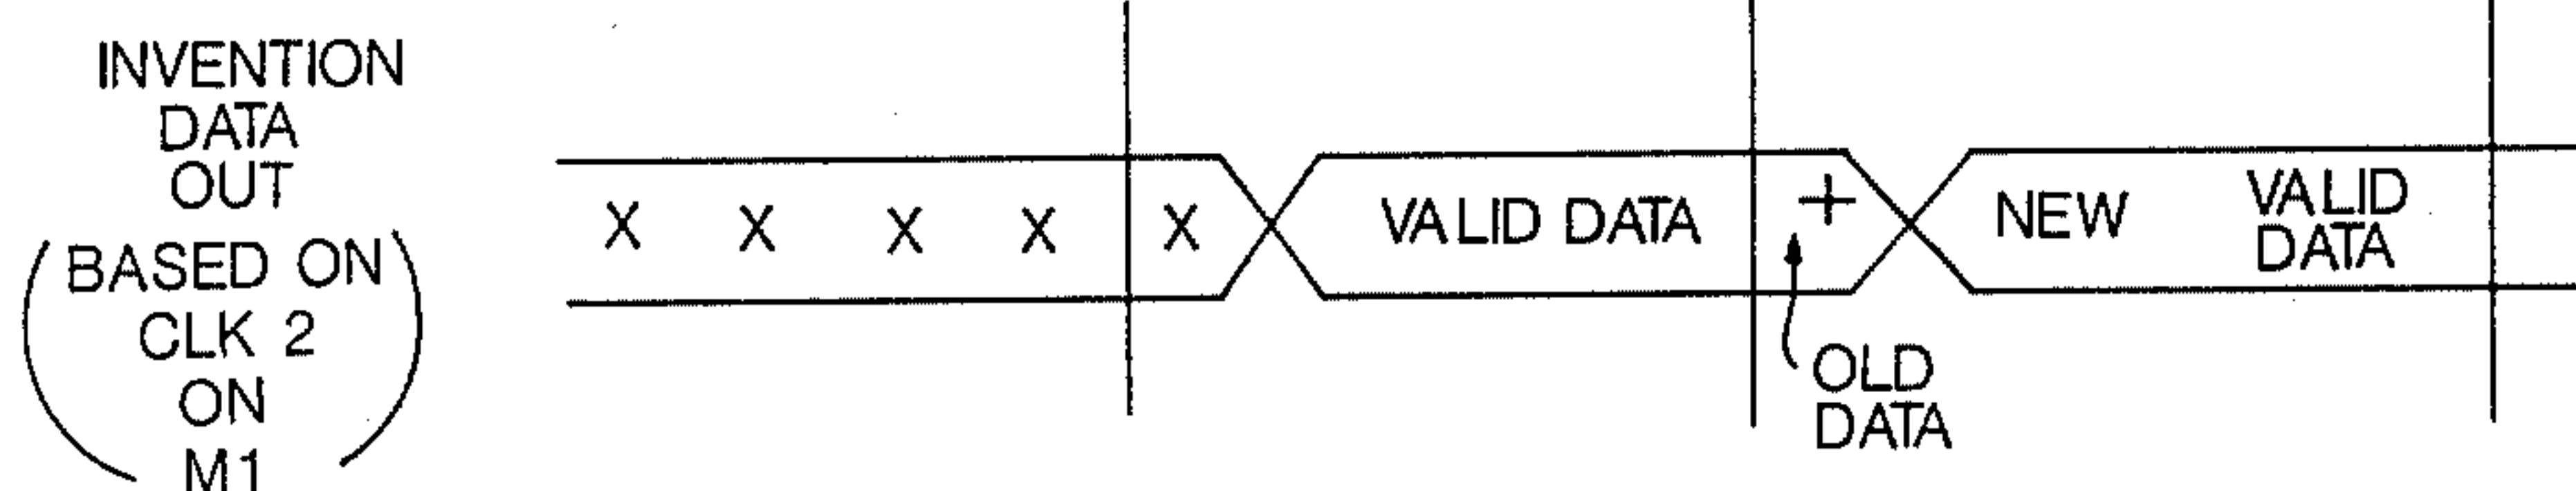 INVENTION
DATA
OUT
(BASED ON
CLK 2
ON
M1)
X X X X X VALID DATA + NEW VALID
DATA
OLD
DATA